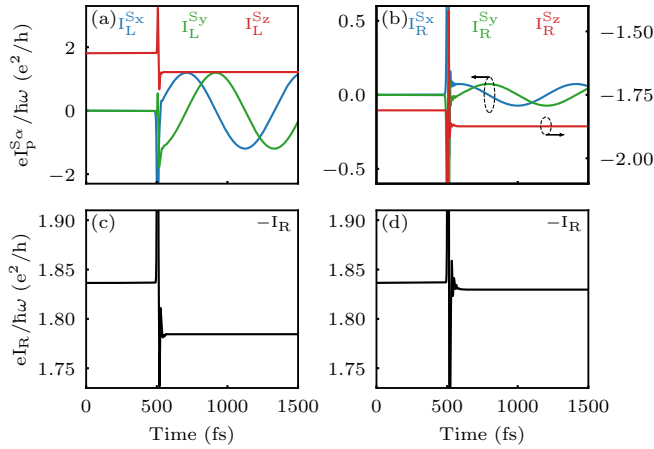 (a) I_L^{Sx} I_L^{Sy} I_L^{Sz}
(b) I_R^{Sx} I_R^{Sy} I_R^{Sz}
eI_p^{Sα}/ħω (e²/h)
2
0
−2
0.6
0.0
−0.5
−1.50
−1.75
−2.00
(c) −I_R
(d) −I_R
eI_R/ħω (e²/h)
1.90
1.85
1.80
1.75
0 500 1000 1500
0 500 1000 1500
Time (fs)
Time (fs)